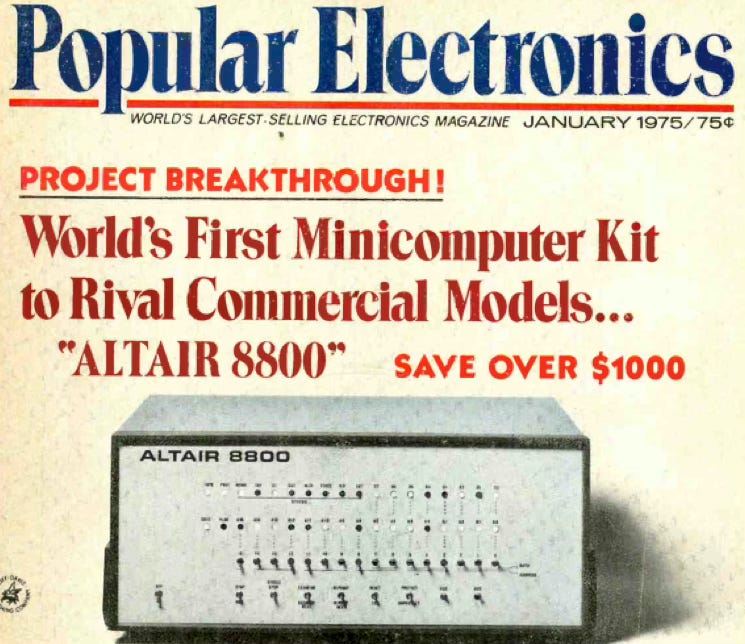 Popular Electronics
WORLD'S LARGEST-SELLING ELECTRONICS MAGAZINE JANUARY 1975/75¢
PROJECT BREAKTHROUGH!
World's First Minicomputer Kit
to Rival Commercial Models...
"ALTAIR 8800" SAVE OVER $1000
ALTAIR 8800